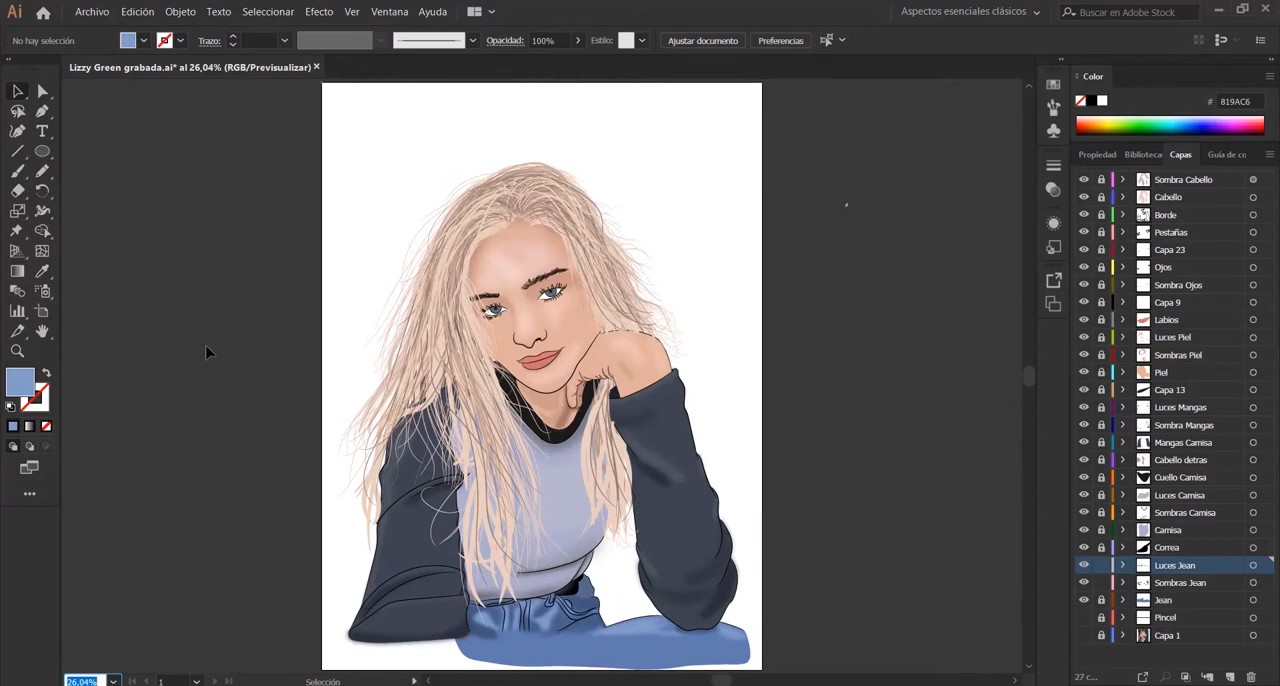 Ai Archivo Edición Objeto Texto Seleccionar Efecto Ver Ventana Ayuda Aspectos esenciales clásicos Buscar en Adobe Stock
No hay selección Trazo: Opacidad: 100% Estilo: Ajustar documento Preferencias
Lizzy Green grabada.ai* al 26,04% (RGB/Previsualizar) ×
Color
# 819AC6
Propiedad Biblioteca Capas Guía de co
Sombra Cabello
Cabello
Borde
Pestañas
Capa 23
Ojos
Sombra Ojos
Capa 9
Labios
Luces Piel
Sombras Piel
Piel
Capa 13
Luces Mangas
Sombra Mangas
Mangas Camisa
Cabello detras
Cuello Camisa
Luces Camisa
Sombras Camisa
Camisa
Correa
Luces Jean
Sombras Jean
Jean
Pincel
Capa 1
26,04% 1 Selección 27 c...